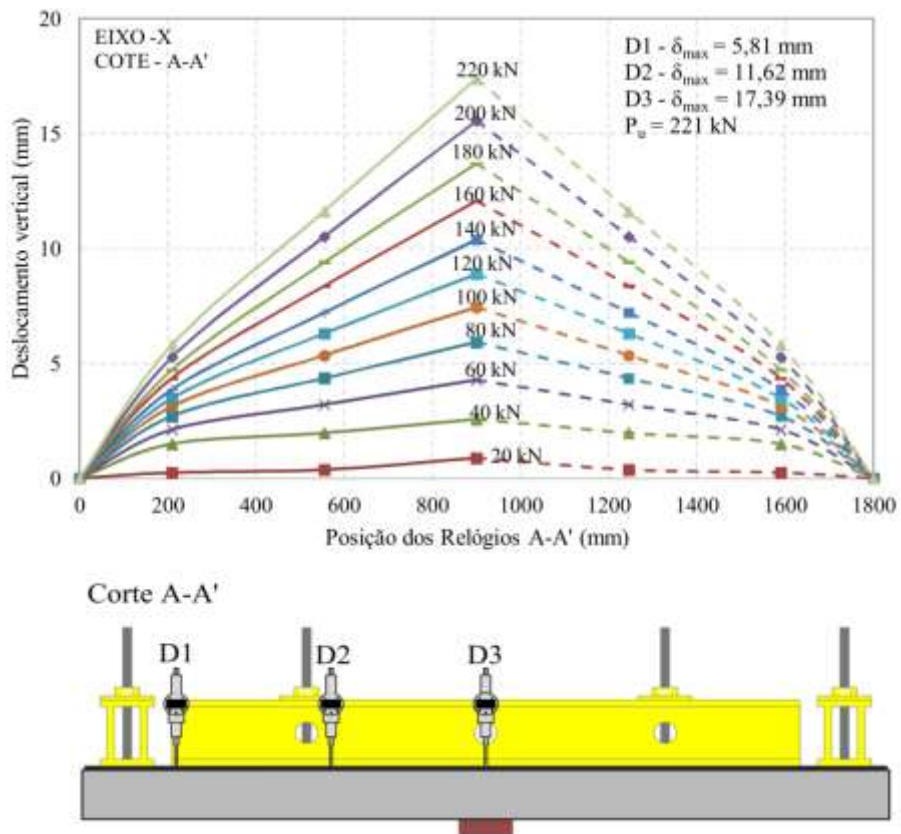 20
EIXO -X
COTE - A-A'
D1 - δmax = 5,81 mm
D2 - δmax = 11,62 mm
D3 - δmax = 17,39 mm
Pu = 221 kN
220 kN
200 kN
180 kN
160 kN
140 kN
120 kN
100 kN
80 kN
60 kN
40 kN
20 kN
15
10
5
0
Deslocamento vertical (mm)
0 200 400 600 800 1000 1200 1400 1600 1800
Posição dos Relógios A-A' (mm)
Corte A-A'
D1 D2 D3